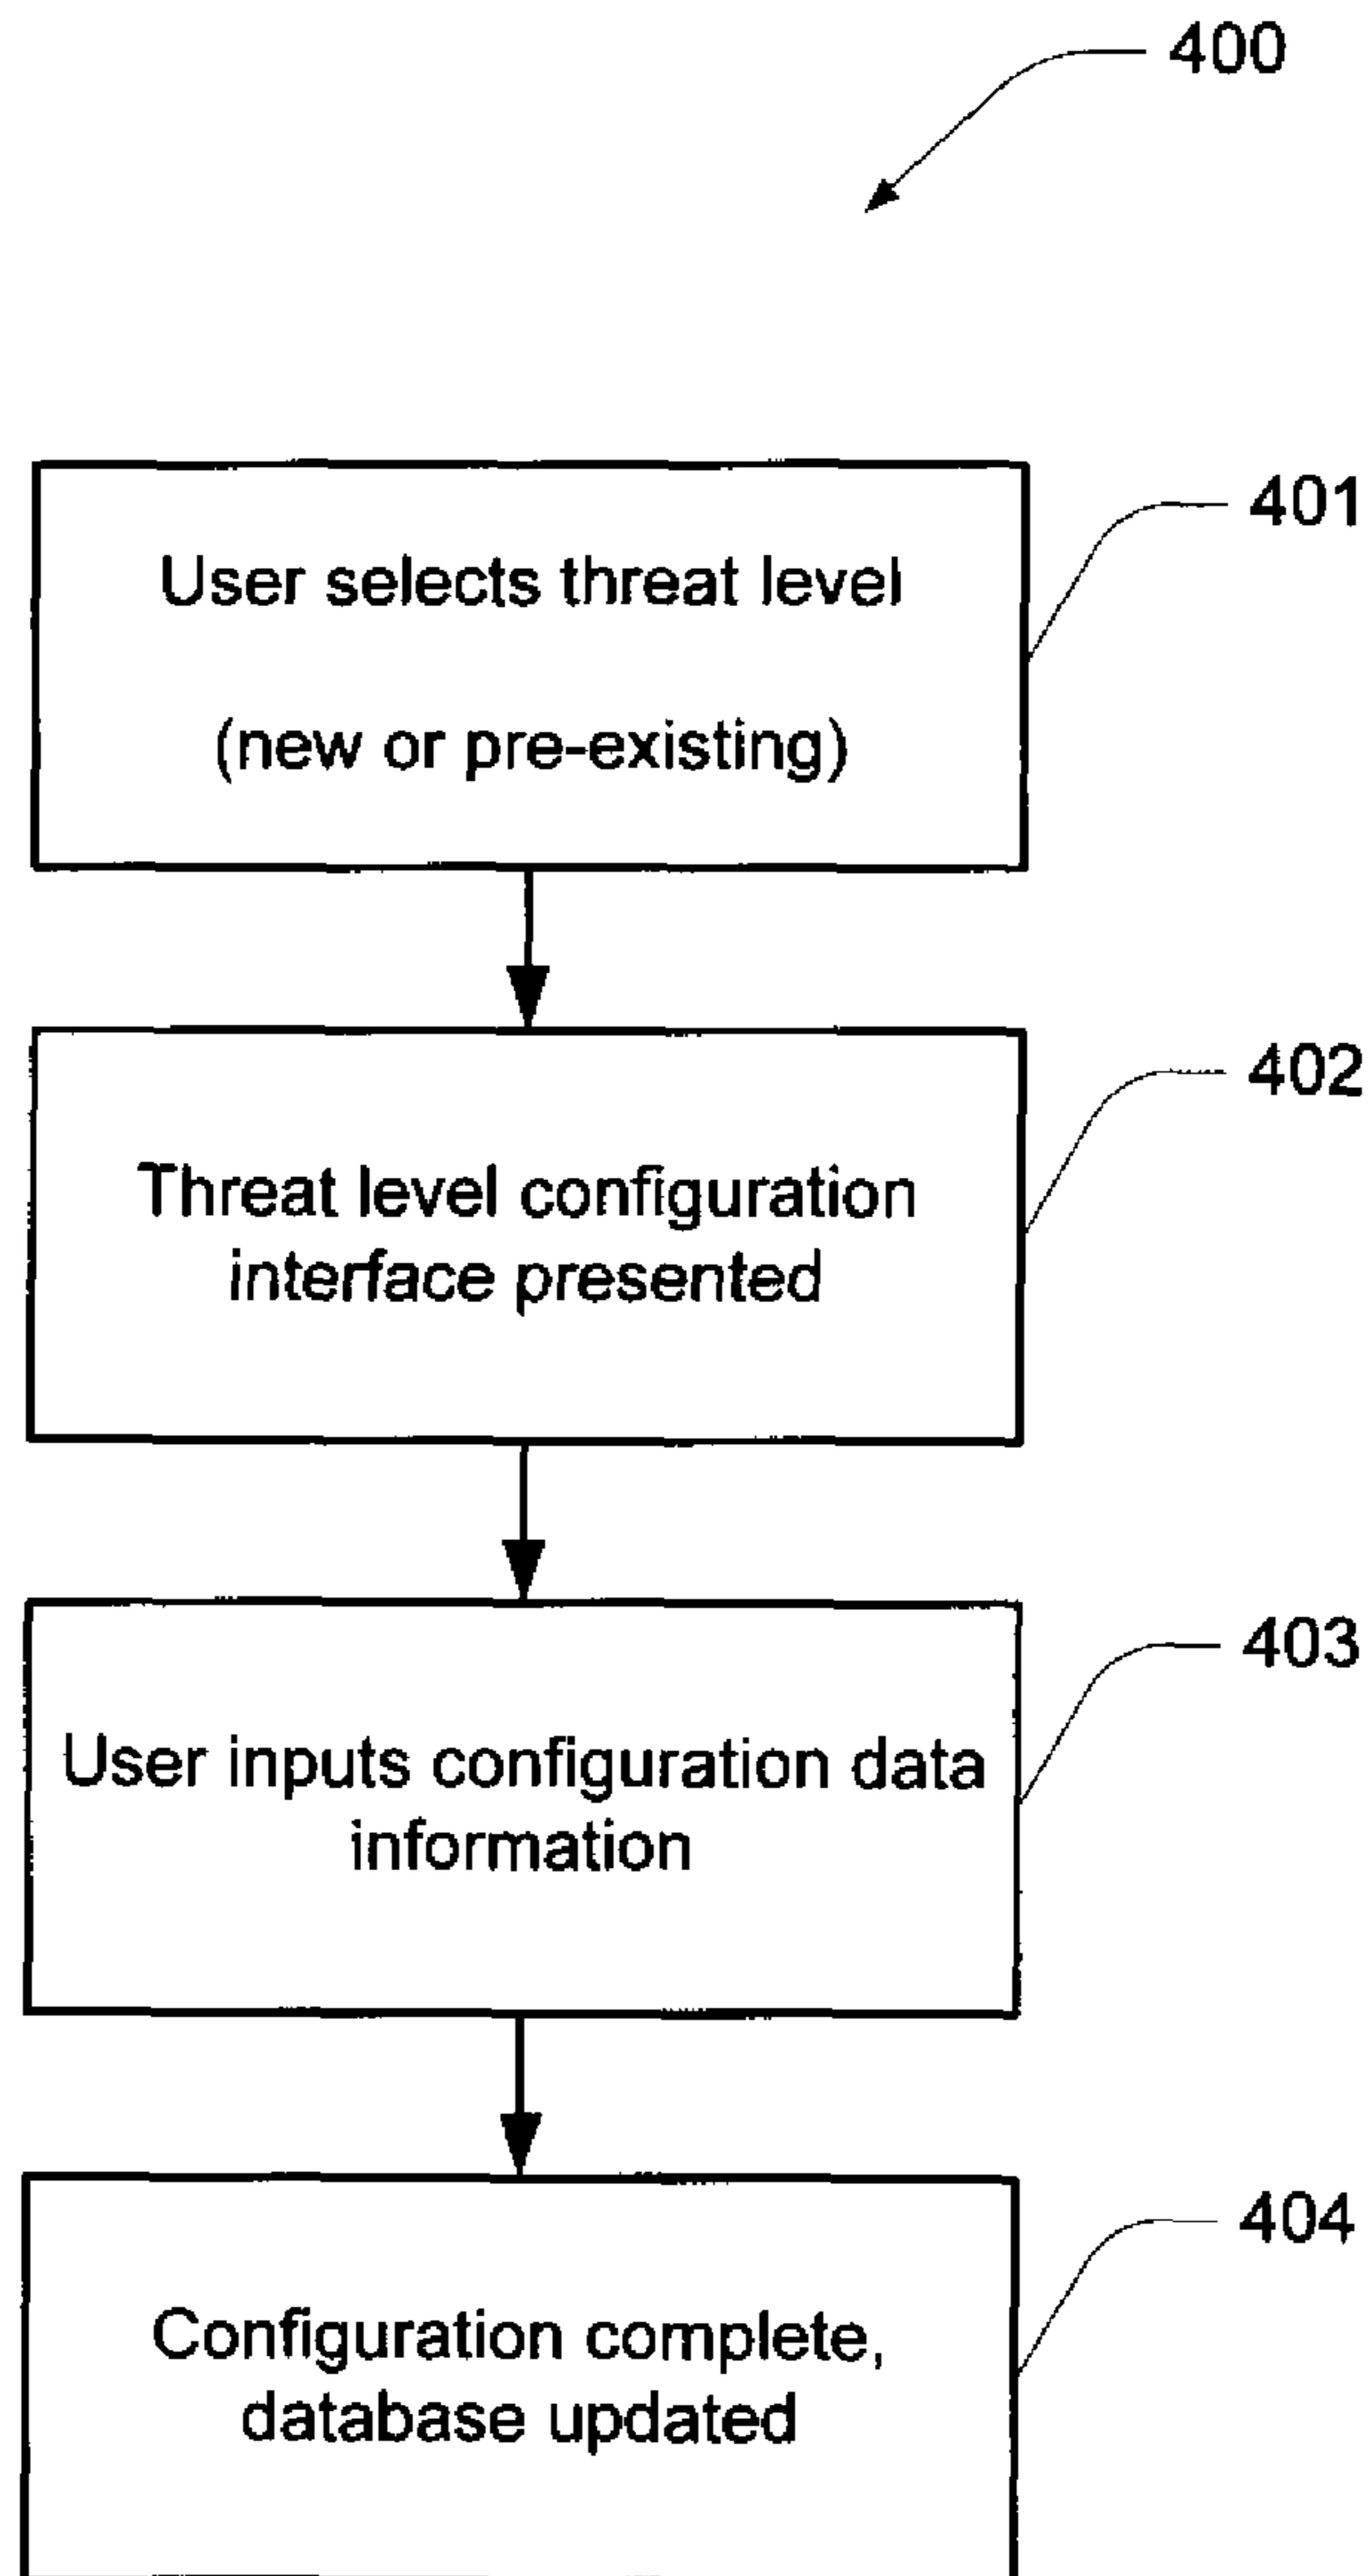 400
User selects threat level
(new or pre-existing)
401
Threat level configuration
interface presented
402
User inputs configuration data
information
403
Configuration complete,
database updated
404